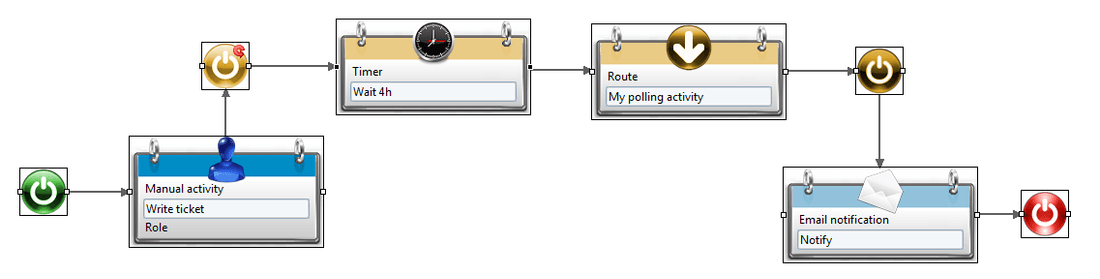 Manual activity
Write ticket
Role
Timer
Wait 4h
Route
My polling activity
Email notification
Notify